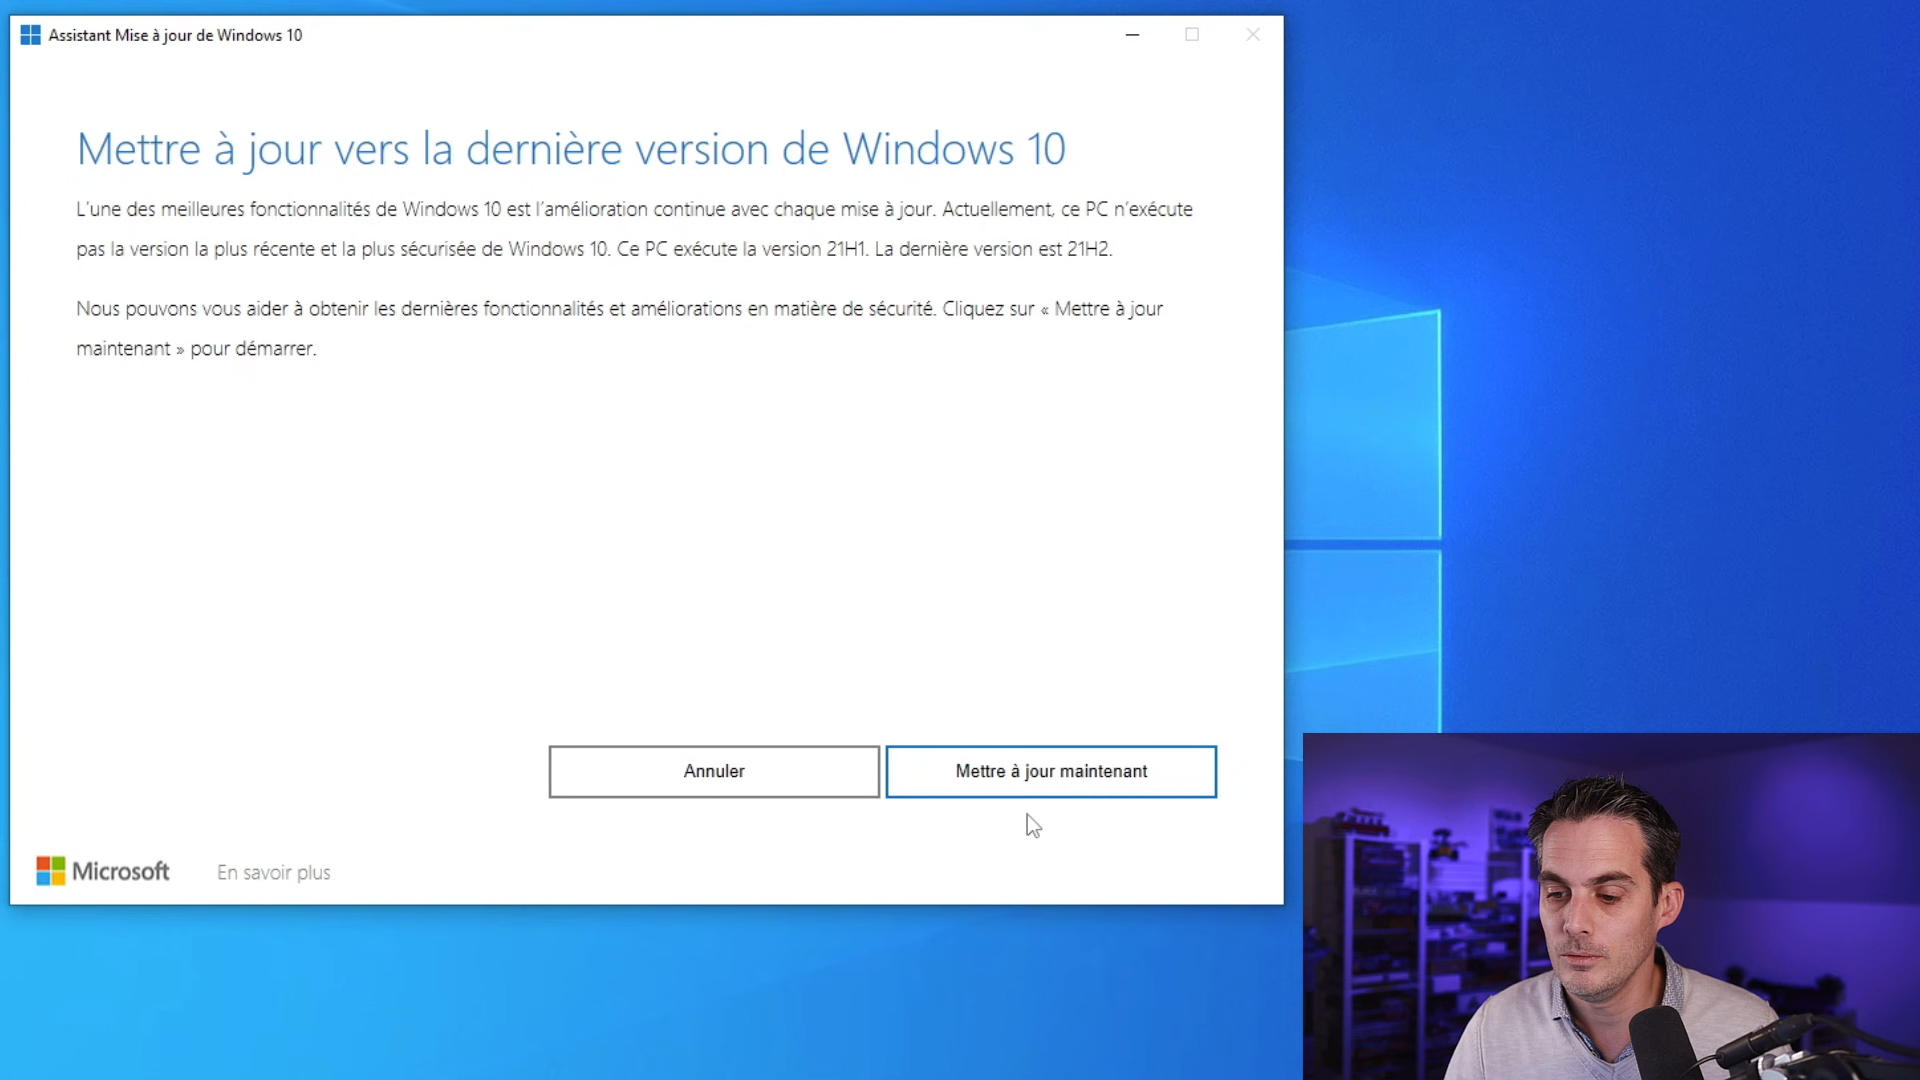 Assistant Mise à jour de Windows 10
Mettre à jour vers la dernière version de Windows 10
L'une des meilleures fonctionnalités de Windows 10 est l'amélioration continue avec chaque mise à jour. Actuellement, ce PC n'exécute
pas la version la plus récente et la plus sécurisée de Windows 10. Ce PC exécute la version 21H1. La dernière version est 21H2.
Nous pouvons vous aider à obtenir les dernières fonctionnalités et améliorations en matière de sécurité. Cliquez sur « Mettre à jour
maintenant » pour démarrer.
Annuler
Mettre à jour maintenant
Microsoft
En savoir plus